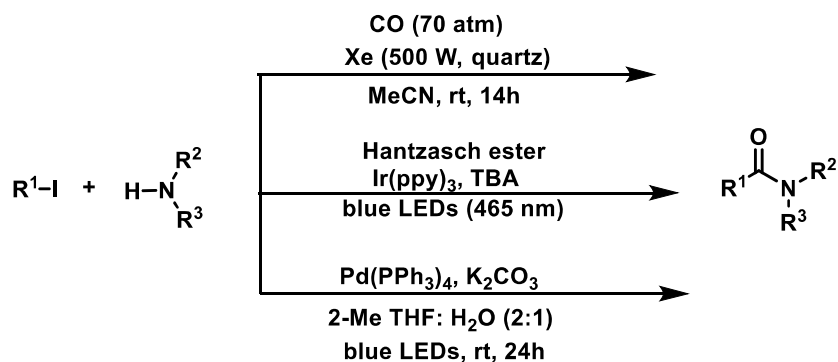 CO (70 atm)
Xe (500 W, quartz)
MeCN, rt, 14h
R1–I + H–N R2 R3
Hantzasch ester
Ir(ppy)3, TBA
blue LEDs (465 nm)
O
R1 N R2
R3
Pd(PPh3)4, K2CO3
2-Me THF: H2O (2:1)
blue LEDs, rt, 24h